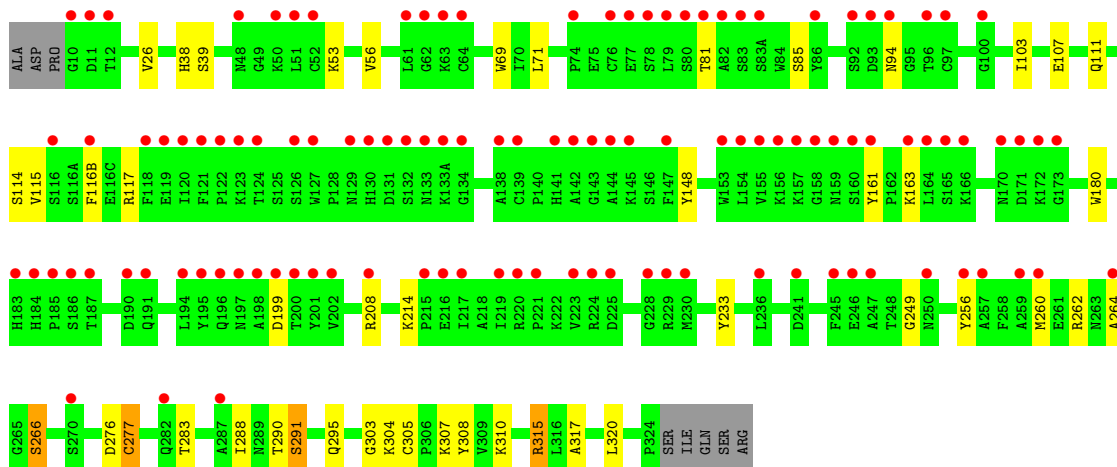 ALA ASP PRO G10 D11 T12 V26 H38 S39 N48 G49 K50 L51 C52 K53 V56 L61 G62 K63 C64 W69 I70 L71 P74 E75 C76 E77 S78 L79 S80 T81 A82 S83 S83A W84 S85 Y86 S92 D93 N94 G95 T96 C97 G100 I103 E107 Q111
S114 V115 S116 S116A F116B E116C R117 F118 E119 I120 F121 P122 K123 T124 S125 S126 W127 P128 N129 H130 D131 S132 N133 K133A G134 A138 C139 P140 H141 A142 G143 A144 K145 S146 F147 Y148 W153 L154 V155 K156 K157 G158 N159 S160 Y161 P162 K163 L164 S165 K166 N170 D171 K172 G173 W180
H183 H184 P185 S186 T187 D190 Q191 L194 Y195 Q196 N197 A198 D199 T200 Y201 V202 R208 K214 P215 E216 I217 A218 I219 R220 P221 K222 V223 R224 D225 G228 R229 M230 Y233 L236 D241 F245 E246 A247 T248 G249 N250 Y256 A257 F258 A259 M260 E261 R262 N263 A264
G265 S266 S270 D276 C277 Q282 T283 A287 I288 N289 T290 S291 Q295 G303 K304 C305 P306 K307 Y308 V309 K310 R315 L316 A317 L320 P324 SER ILE GLN SER ARG